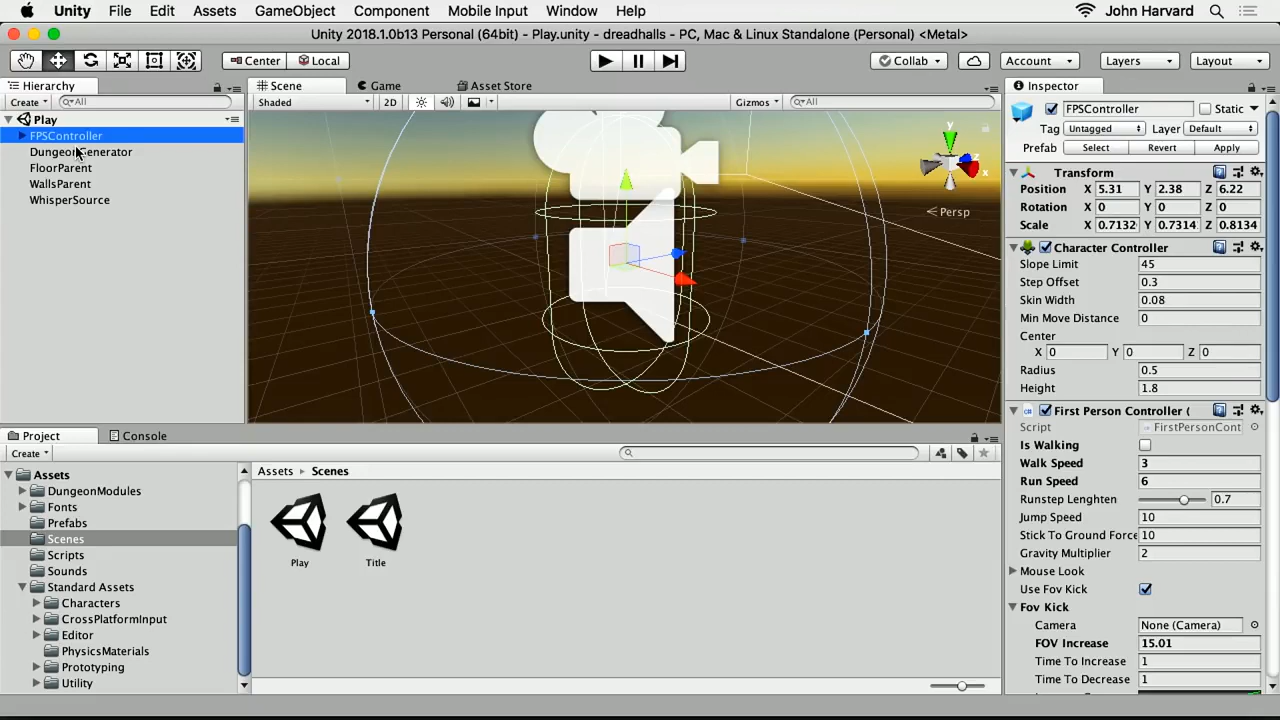 Unity File Edit Assets GameObject Component Mobile Input Window Help John Harvard
Unity 2018.1.0b13 Personal (64bit) - Play.unity - dreadhalls - PC, Mac & Linux Standalone (Personal) <Metal>
Center Local Collab Account Layers Layout
Hierarchy
Create All
Play
FPSController
DungeonGenerator
FloorParent
WallsParent
WhisperSource
Scene Game Asset Store
Shaded 2D Gizmos All
y
z
x
Persp
Inspector
FPSController Static
Tag Untagged Layer Default
Prefab Select Revert Apply
Transform
Position X 5.31 Y 2.38 Z 6.22
Rotation X 0 Y 0 Z 0
Scale X 0.7132 Y 0.7314 Z 0.8134
Character Controller
Slope Limit 45
Step Offset 0.3
Skin Width 0.08
Min Move Distance 0
Center
X 0 Y 0 Z 0
Radius 0.5
Height 1.8
First Person Controller (
Script FirstPersonCont
Is Walking
Walk Speed 3
Run Speed 6
Runstep Lenghten 0.7
Jump Speed 10
Stick To Ground Force 10
Gravity Multiplier 2
Mouse Look
Use Fov Kick
Fov Kick
Camera None (Camera)
FOV Increase 15.01
Time To Increase 1
Time To Decrease 1
Project Console
Create
Assets
DungeonModules
Fonts
Prefabs
Scenes
Scripts
Sounds
Standard Assets
Characters
CrossPlatformInput
Editor
PhysicsMaterials
Prototyping
Utility
Assets Scenes
Play Title